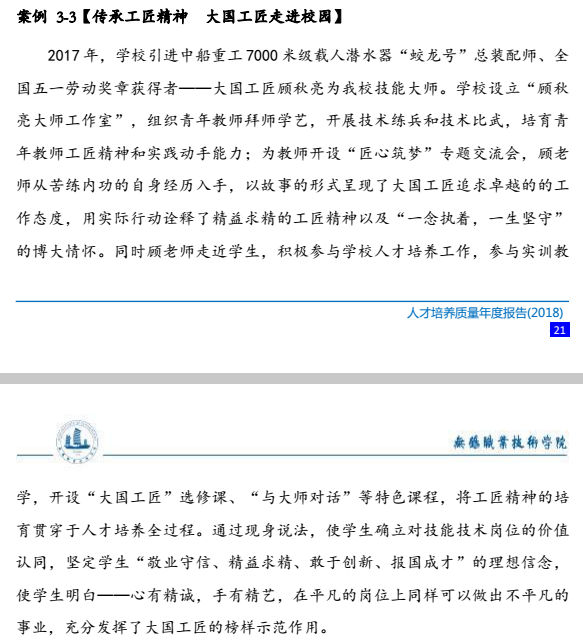 案例 3-3【传承工匠精神 大国工匠走进校园】
2017 年，学校引进中船重工 7000 米级载人潜水器“蛟龙号”总装配师、全
国五一劳动奖章获得者——大国工匠顾秋亮为我校技能大师。学校设立“顾秋
亮大师工作室”，组织青年教师拜师学艺，开展技术练兵和技术比武，培育青
年教师工匠精神和实践动手能力；为教师开设“匠心筑梦”专题交流会，顾老
师从苦练内功的自身经历入手，以故事的形式呈现了大国工匠追求卓越的的工
作态度，用实际行动诠释了精益求精的工匠精神以及“一念执着，一生坚守”
的博大情怀。同时顾老师走近学生，积极参与学校人才培养工作，参与实训教
人才培养质量年度报告(2018)
21
无锡职业技术学院
学，开设“大国工匠”选修课、“与大师对话”等特色课程，将工匠精神的培
育贯穿于人才培养全过程。通过现身说法，使学生确立对技能技术岗位的价值
认同，坚定学生“敬业守信、精益求精、敢于创新、报国成才”的理想信念，
使学生明白——心有精诚，手有精艺，在平凡的岗位上同样可以做出不平凡的
事业，充分发挥了大国工匠的榜样示范作用。